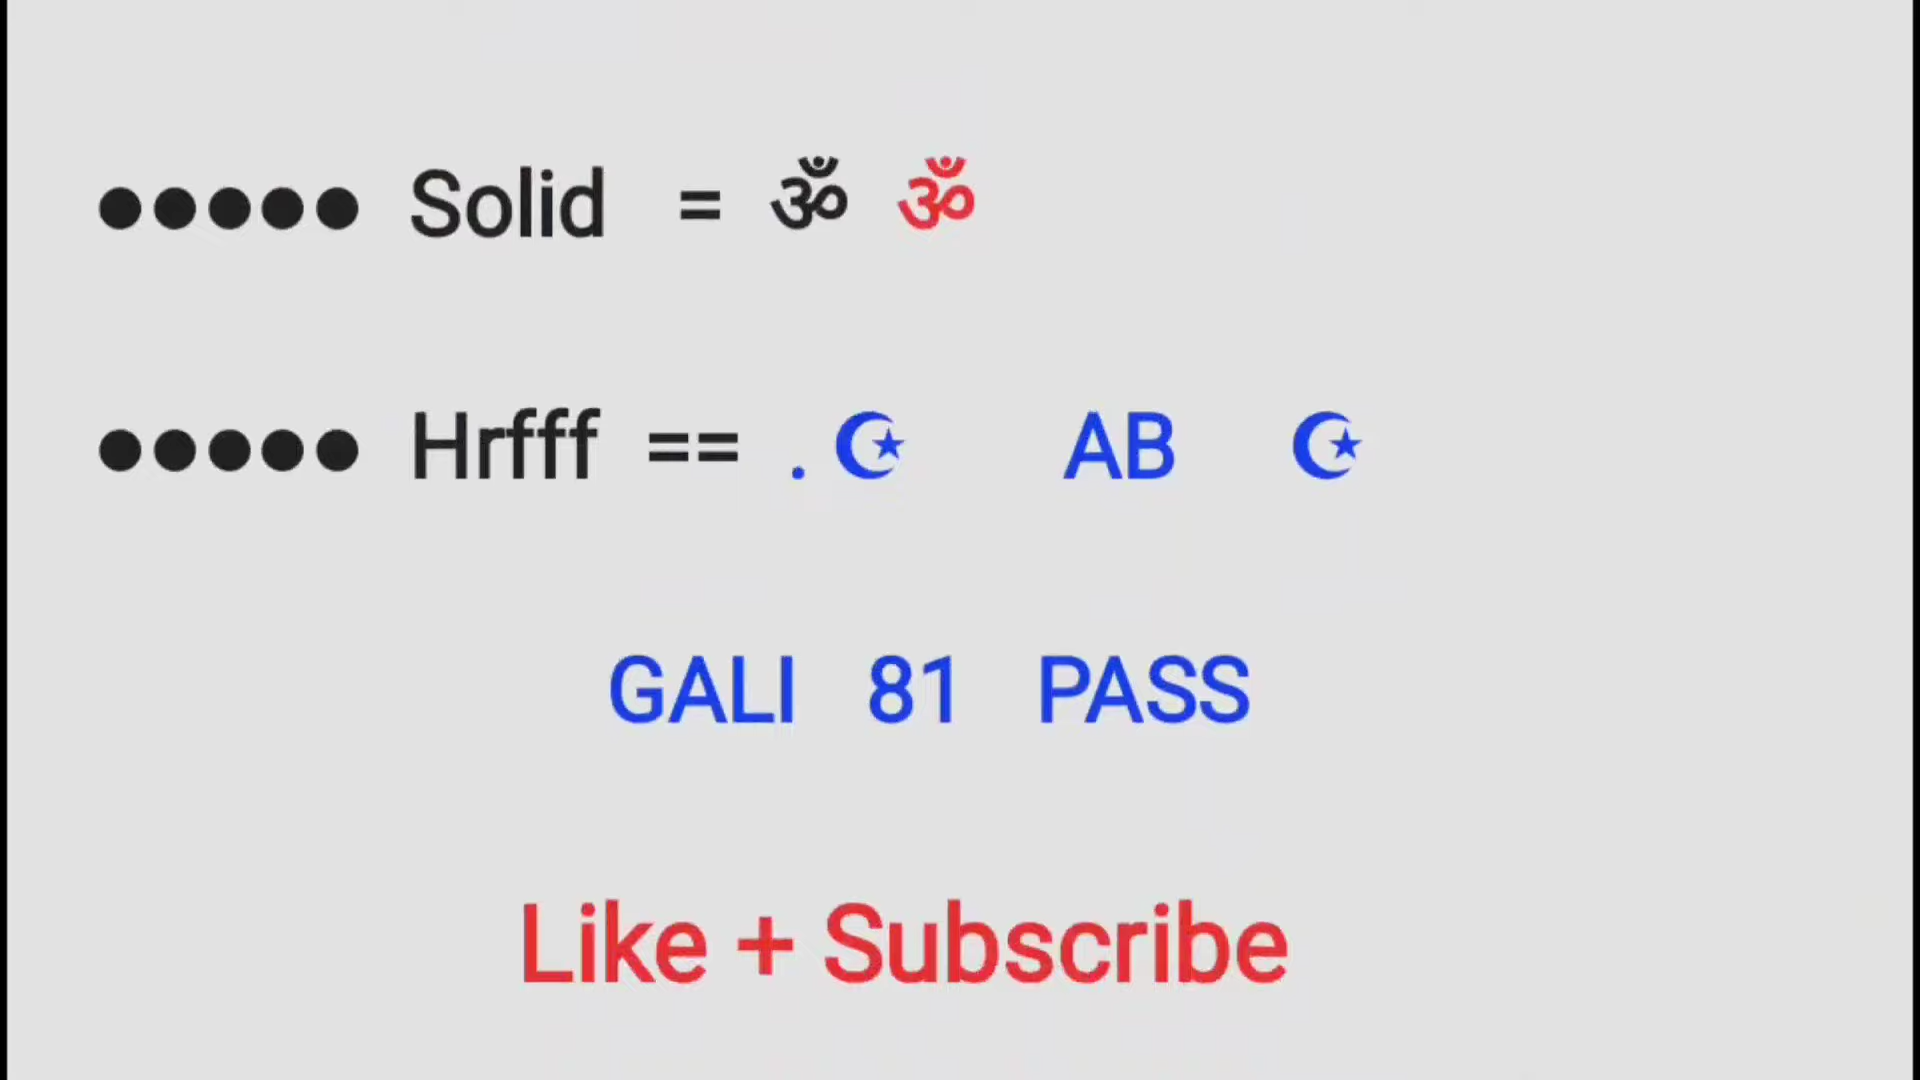 ●●●●● Solid = ॐ ॐ
●●●●● Hrfff == . ☪ AB ☪
GALI 81 PASS
Like + Subscribe